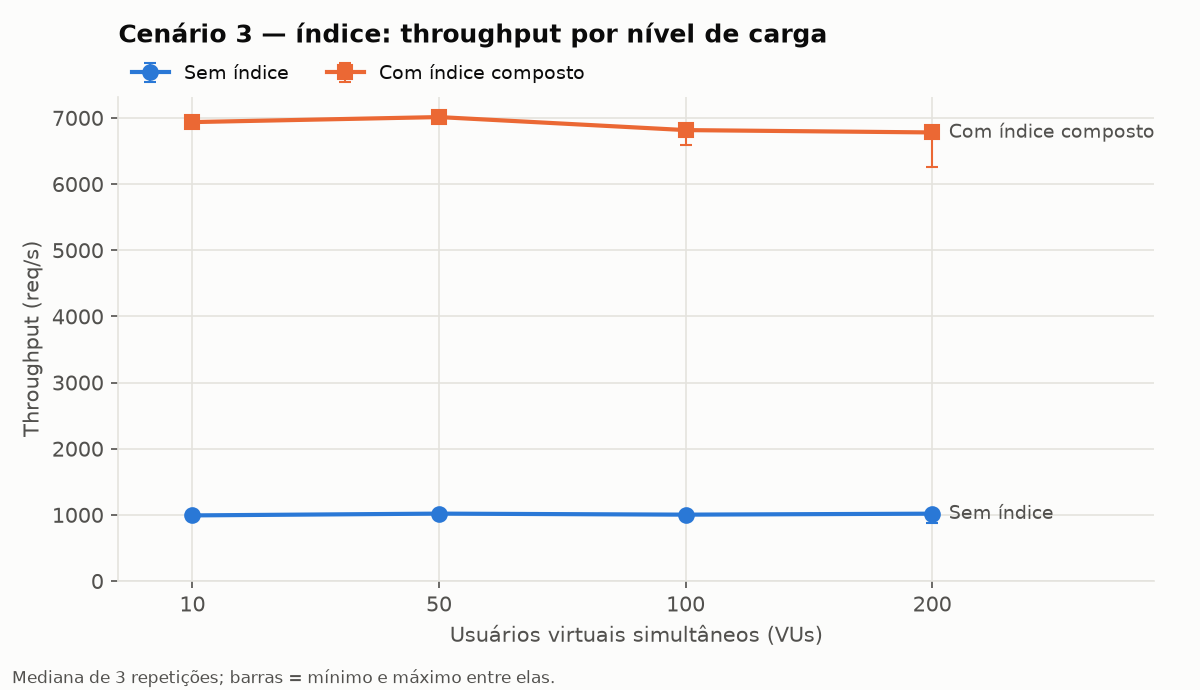 Cenário 3 — índice: throughput por nível de carga
Sem índice
Com índice composto
Throughput (req/s)
7000
6000
5000
4000
3000
2000
1000
0
Com índice composto
Sem índice
10
50
100
200
Usuários virtuais simultâneos (VUs)
Mediana de 3 repetições; barras = mínimo e máximo entre elas.